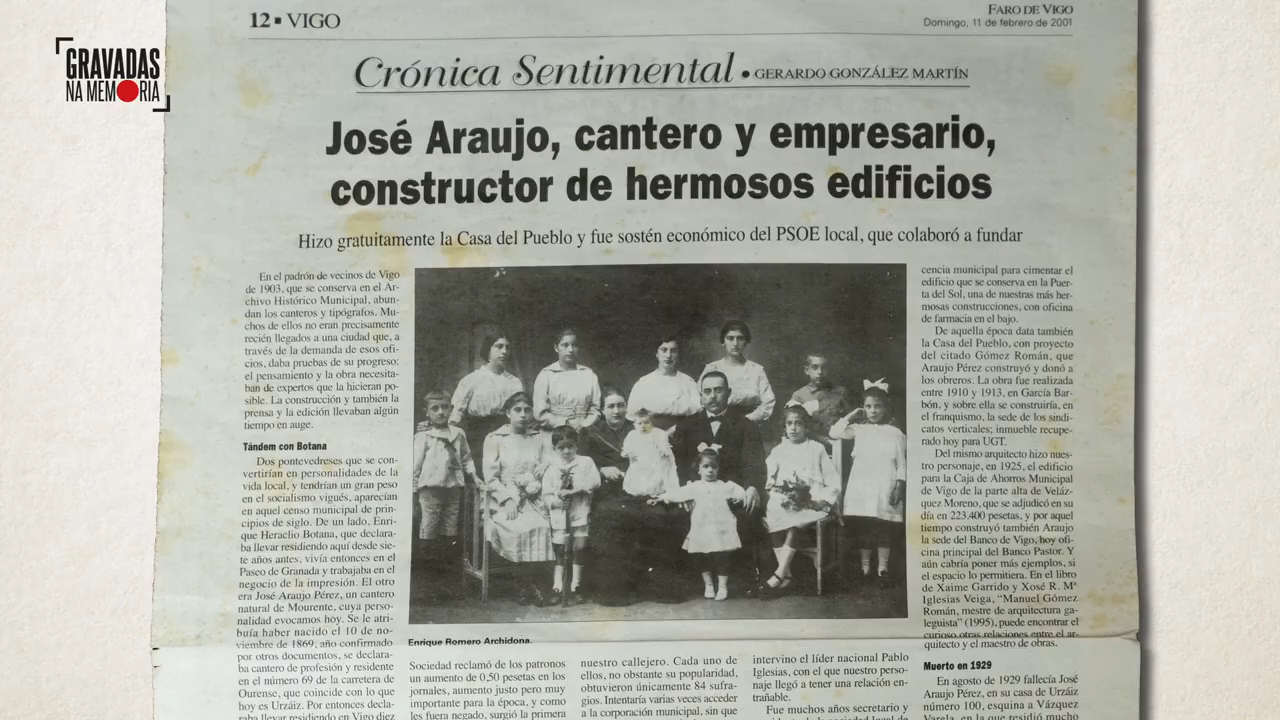 GRAVADAS
NA MEMORIA
12 ▪ VIGO
FARO DE VIGO
Domingo, 11 de febrero de 2001
Crónica Sentimental • GERARDO GONZÁLEZ MARTÍN
José Araujo, cantero y empresario,
constructor de hermosos edificios
Hizo gratuitamente la Casa del Pueblo y fue sostén económico del PSOE local, que colaboró a fundar
En el padrón de vecinos de Vigo
de 1903, que se conserva en el Ar-
chivo Histórico Municipal, abun-
dan los canteros y tipógrafos. Mu-
chos de ellos no eran precisamente
recién llegados a una ciudad que, a
través de la demanda de esos ofi-
cios, daba pruebas de su progreso:
el pensamiento y la obra necesita-
ban de expertos que la hicieran po-
sible. La construcción y también la
prensa y la edición llevaban algún
tiempo en auge.
Tándem con Botana
Dos pontevedreses que se con-
vertirían en personalidades de la
vida local, y tendrían un gran peso
en el socialismo vigués, aparecían
en aquel censo municipal de prin-
cipios de siglo. De un lado, Enri-
que Heraclio Botana, que declara-
ba llevar residiendo aquí desde sie-
te años antes, vivía entonces en el
Paseo de Granada y trabajaba en el
negocio de la impresión. El otro
era José Araujo Pérez, un cantero
natural de Mourente, cuya perso-
nalidad evocamos hoy. Se le atri-
buía haber nacido el 10 de no-
viembre de 1869, año confirmado
por otros documentos, se declara-
ba cantero de profesión y residente
en el número 69 de la carretera de
Ourense, que coincide con lo que
hoy es Urzáiz. Por entonces decla-
raba llevar residiendo en Vigo diez
Enrique Romero Archidona.
Sociedad reclamó de los patronos
un aumento de 0,50 pesetas en los
jornales, aumento justo pero muy
importante para la época, y como
les fuera negado, surgió la primera
nuestro callejero. Cada uno de
ellos, no obstante su popularidad,
obtuvieron únicamente 84 sufra-
gios. Intentaría varias veces acceder
a la corporación municipal, sin que
intervino el líder nacional Pablo
Iglesias, con el que nuestro perso-
naje llegó a tener una relación en-
trañable.
Fue muchos años secretario y
cencia municipal para cimentar el
edificio que se conserva en la Puer-
ta del Sol, una de nuestras más her-
mosas construcciones, con oficina
de farmacia en el bajo.
De aquella época data también
la Casa del Pueblo, con proyecto
del citado Gómez Román, que
Araujo Pérez construyó y donó a
los obreros. La obra fue realizada
entre 1910 y 1913, en García Bar-
bón, y sobre ella se construiría, en
el franquismo, la sede de los sindi-
catos verticales; inmueble recupe-
rado hoy para UGT.
Del mismo arquitecto hizo nues-
tro personaje, en 1925, el edificio
para la Caja de Ahorros Municipal
de Vigo de la parte alta de Veláz-
quez Moreno, que se adjudicó en su
día en 223.400 pesetas, y por aquel
tiempo construyó también Araujo
la sede del Banco de Vigo, hoy ofi-
cina principal del Banco Pastor. Y
aún cabría poner más ejemplos, si
el espacio lo permitiera. En el libro
de Xaime Garrido y Xosé R. Mª
Iglesias Veiga, “Manuel Gómez
Román, mestre de arquitectura ga-
leguista” (1995), puede encontrar el
curioso otras relaciones entre el ar-
quitecto y el maestro de obras.
Muerto en 1929
En agosto de 1929 fallecía José
Araujo Pérez, en su casa de Urzáiz
número 100, esquina a Vázquez
Varela, en la que residió mucho